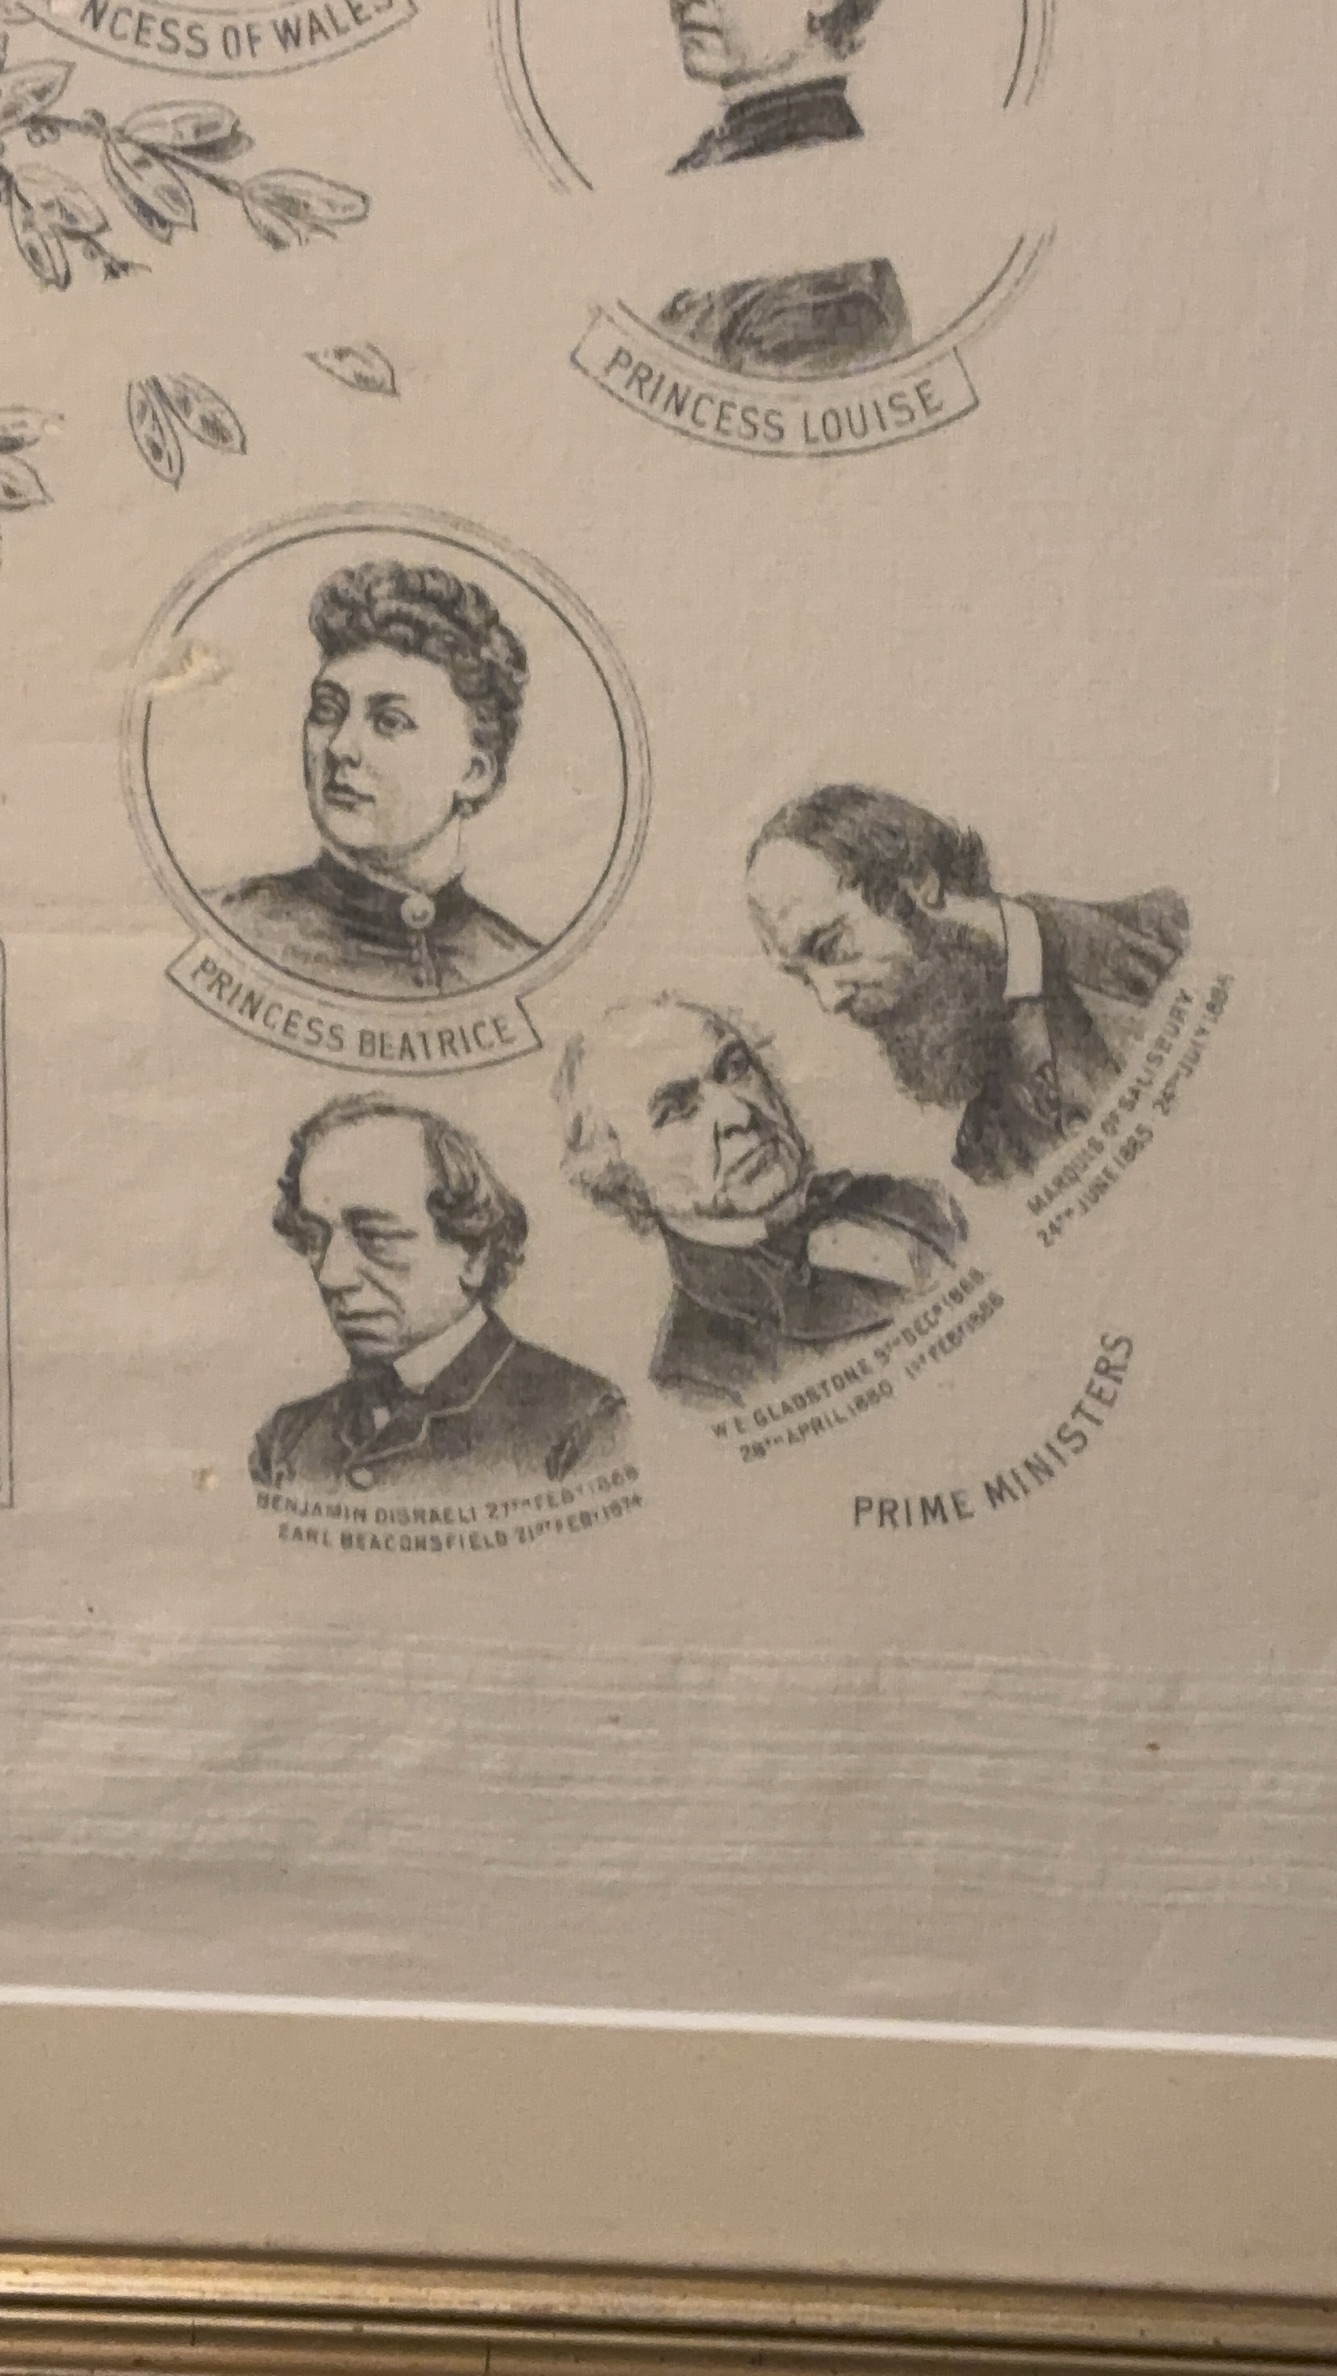 NCESS OF WALES
PRINCESS LOUISE
PRINCESS BEATRICE
MARQUIS OF SALISBURY
24TH JUNE 1885 26TH JULY 1886
W E GLADSTONE 9TH DECR 1868
28TH APRIL 1880 1ST FEBY 1886
BENJAMIN DISRAELI 27TH FEBY 1868
EARL BEACONSFIELD 21ST FEBY 1874
PRIME MINISTERS